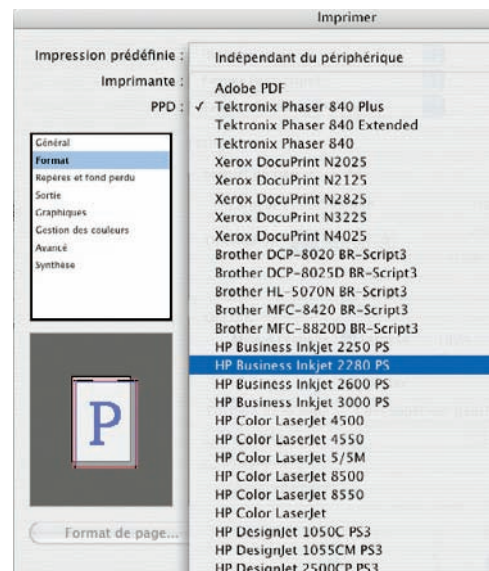 Imprimer
Impression prédéfinie :
Imprimante :
PPD :
Indépendant du périphérique
Adobe PDF
✓ Tektronix Phaser 840 Plus
Tektronix Phaser 840 Extended
Tektronix Phaser 840
Xerox DocuPrint N2025
Xerox DocuPrint N2125
Xerox DocuPrint N2825
Xerox DocuPrint N3225
Xerox DocuPrint N4025
Brother DCP-8020 BR-Script3
Brother DCP-8025D BR-Script3
Brother HL-5070N BR-Script3
Brother MFC-8420 BR-Script3
Brother MFC-8820D BR-Script3
HP Business Inkjet 2250 PS
HP Business Inkjet 2280 PS
HP Business Inkjet 2600 PS
HP Business Inkjet 3000 PS
HP Color LaserJet 4500
HP Color LaserJet 4550
HP Color LaserJet 5/5M
HP Color LaserJet 8500
HP Color LaserJet 8550
HP Color LaserJet
HP DesignJet 1050C PS3
HP DesignJet 1055CM PS3
HP DesignJet 2500CP PS3
Général
Format
Repères et fond perdu
Sortie
Graphiques
Gestion des couleurs
Avancé
Synthèse
P
Format de page...